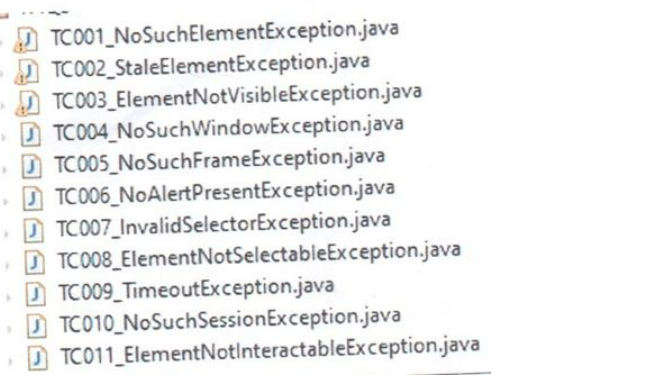 TC001_NoSuchElementException.java
TC002_StaleElementException.java
TC003_ElementNotVisibleException.java
TC004_NoSuchWindowException.java
TC005_NoSuchFrameException.java
TC006_NoAlertPresentException.java
TC007_InvalidSelectorException.java
TC008_ElementNotSelectableException.java
TC009_TimeoutException.java
TC010_NoSuchSessionException.java
TC011_ElementNotInteractableException.java